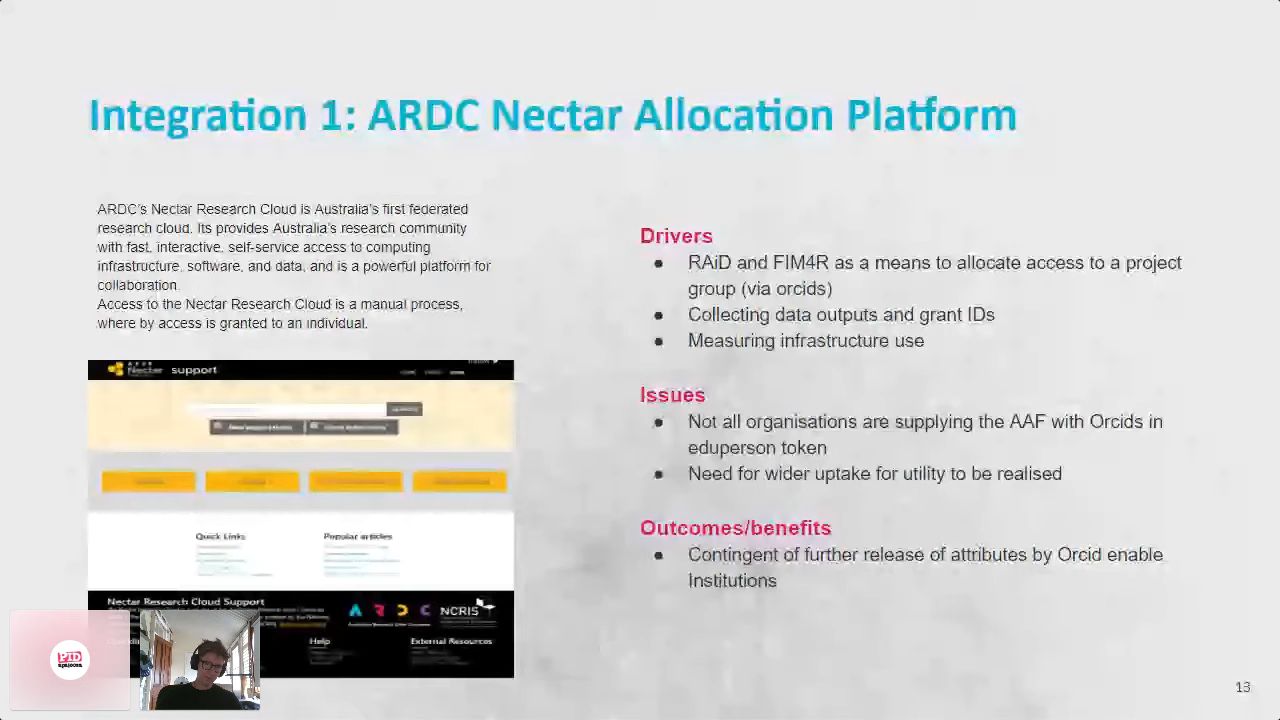 Integration 1: ARDC Nectar Allocation Platform
ARDC's Nectar Research Cloud is Australia's first federated
research cloud. Its provides Australia's research community
with fast, interactive, self-service access to computing
infrastructure, software, and data, and is a powerful platform for
collaboration.
Access to the Nectar Research Cloud is a manual process,
where by access is granted to an individual.
Nectar support
Quick Links
Popular articles
Nectar Research Cloud Support
ARDC
NCRIS
Help
External Resources
PID
Drivers
● RAiD and FIM4R as a means to allocate access to a project
group (via orcids)
● Collecting data outputs and grant IDs
● Measuring infrastructure use
Issues
● Not all organisations are supplying the AAF with Orcids in
eduperson token
● Need for wider uptake for utility to be realised
Outcomes/benefits
● Contingent of further release of attributes by Orcid enable
Institutions
13